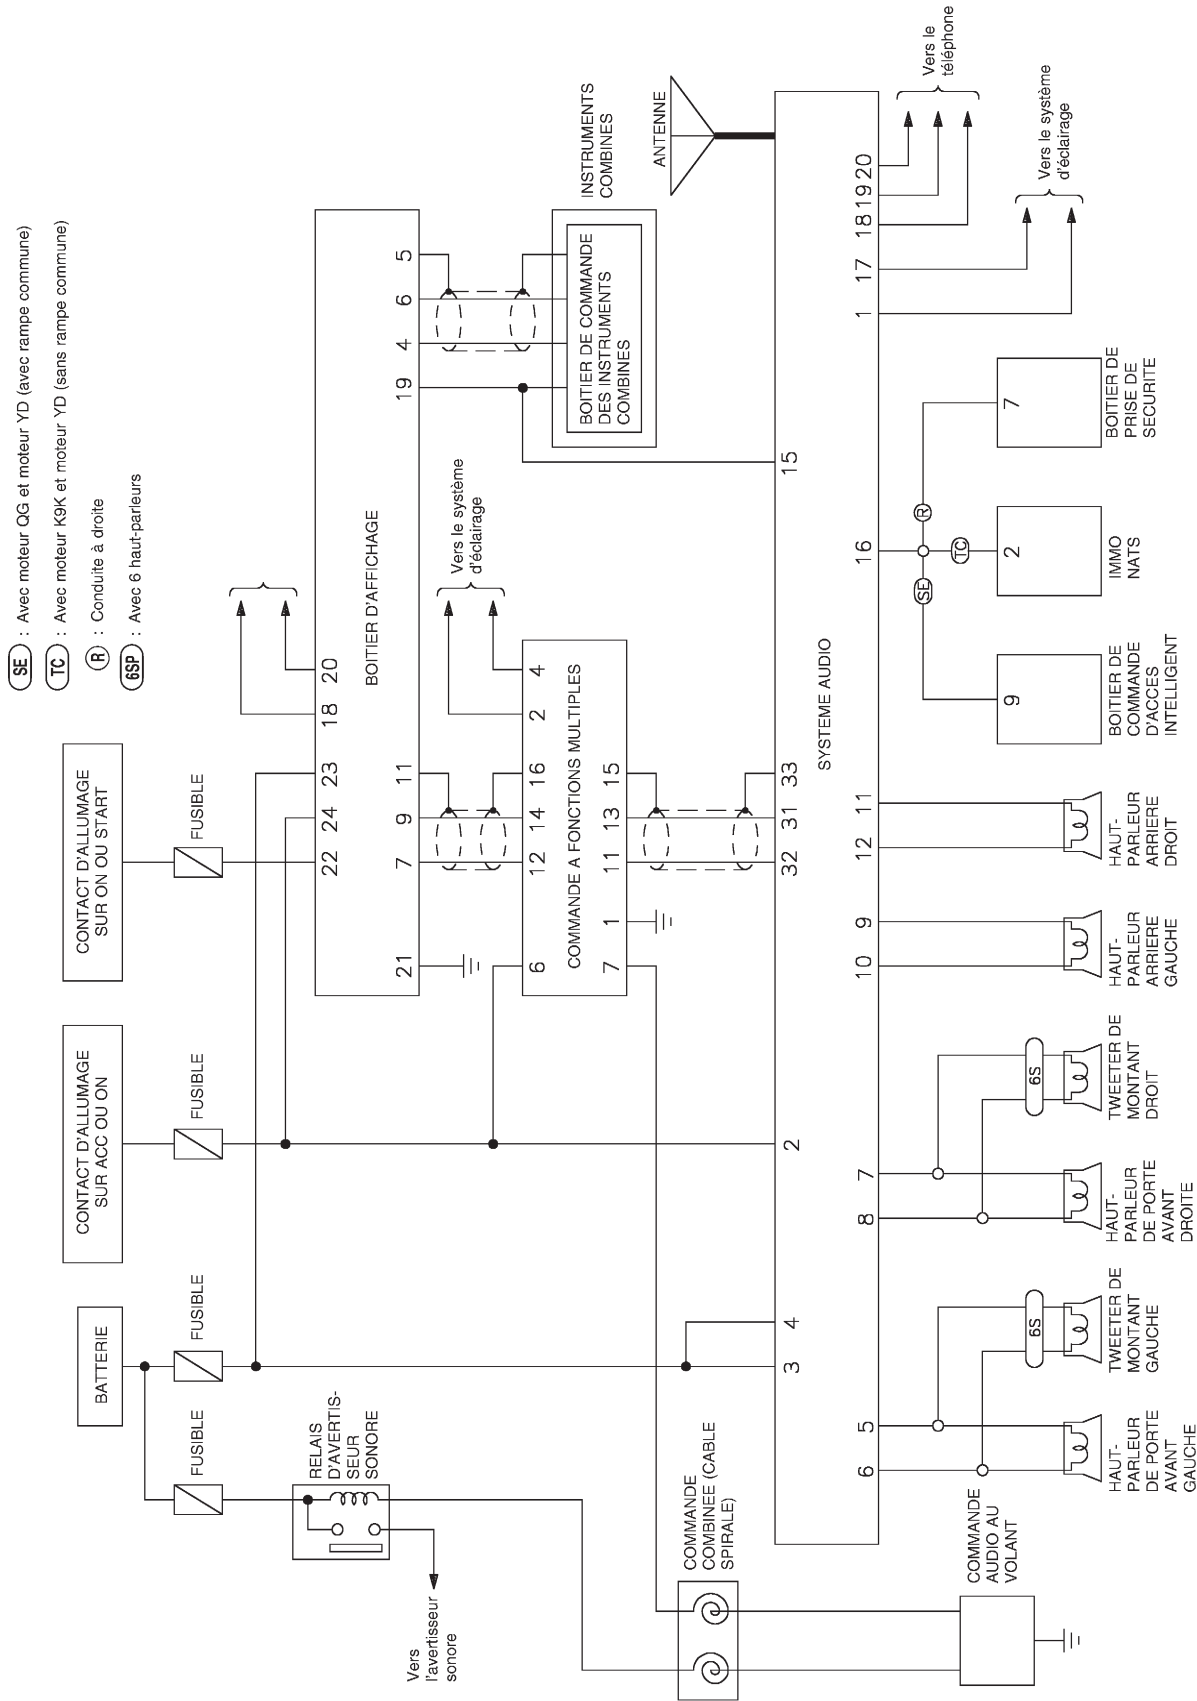 SE : Avec moteur QG et moteur YD (avec rampe commune)
TC : Avec moteur K9K et moteur YD (sans rampe commune)
R : Conduite à droite
6SP : Avec 6 haut-parleurs
BATTERIE
CONTACT D'ALLUMAGE
SUR ACC OU ON
CONTACT D'ALLUMAGE
SUR ON OU START
FUSIBLE
FUSIBLE
FUSIBLE
FUSIBLE
RELAIS
D'AVERTIS-
SEUR
SONORE
Vers
l'avertisseur
sonore
22
24
23
18
20
BOITIER D'AFFICHAGE
21
7
9
11
19
4
6
5
Vers le système
d'éclairage
6
12
14
16
2
4
COMMANDE A FONCTIONS MULTIPLES
7
1
11
13
15
BOITIER DE COMMANDE
DES INSTRUMENTS
COMBINES
INSTRUMENTS
COMBINES
ANTENNE
COMMANDE
COMBINEE (CABLE
SPIRALE)
3
4
2
32
31
33
15
SYSTEME AUDIO
6
5
8
7
10
9
12
11
16
1
17
18
19
20
Vers le
téléphone
Vers le système
d'éclairage
COMMANDE
AUDIO AU
VOLANT
6S
6S
SE
TC
R
9
2
7
HAUT-
PARLEUR
DE PORTE
AVANT
GAUCHE
TWEETER DE
MONTANT
GAUCHE
HAUT-
PARLEUR
DE PORTE
AVANT
DROITE
TWEETER DE
MONTANT
DROIT
HAUT-
PARLEUR
ARRIERE
GAUCHE
HAUT-
PARLEUR
ARRIERE
DROIT
BOITIER DE
COMMANDE
D'ACCES
INTELLIGENT
IMMO
NATS
BOITIER DE
PRISE DE
SECURITE